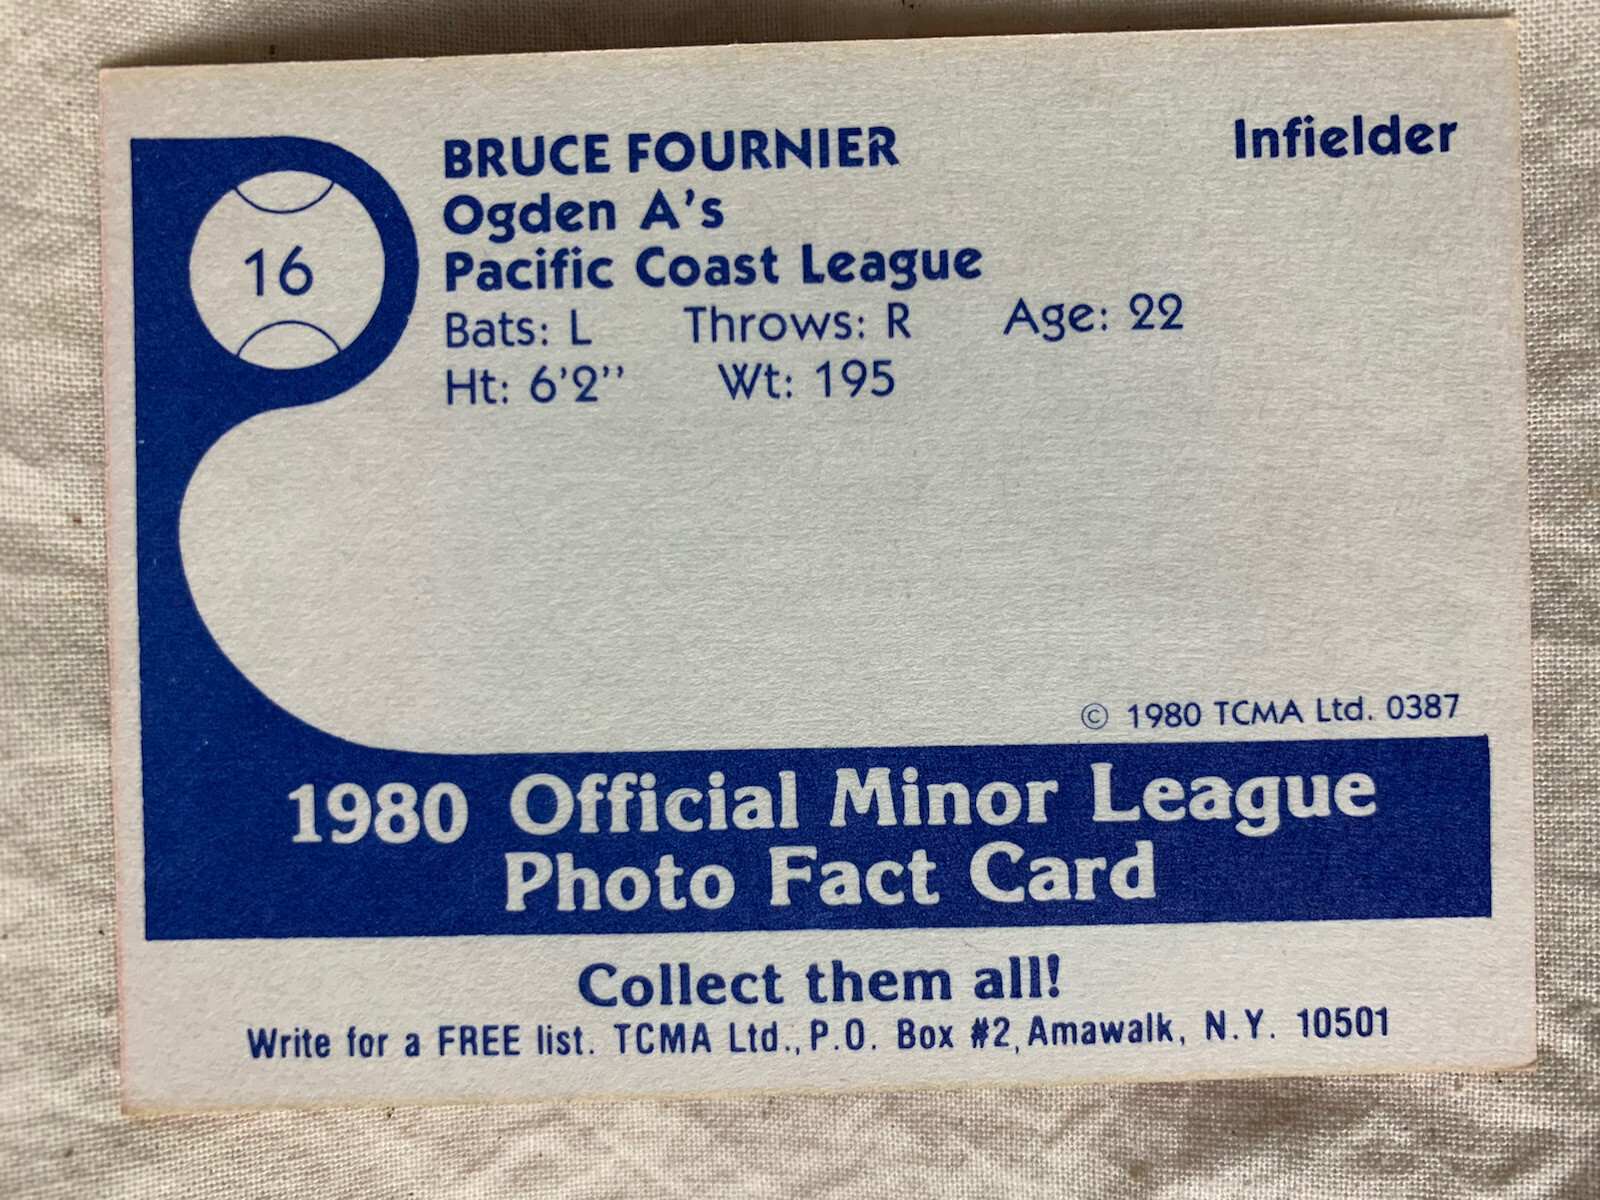 BRUCE FOURNIER
Infielder
Ogden A's
Pacific Coast League
16
Bats: L Throws: R Age: 22
Ht: 6'2'' Wt: 195
© 1980 TCMA Ltd. 0387
1980 Official Minor League
Photo Fact Card
Collect them all!
Write for a FREE list. TCMA Ltd., P.O. Box #2, Amawalk, N.Y. 10501